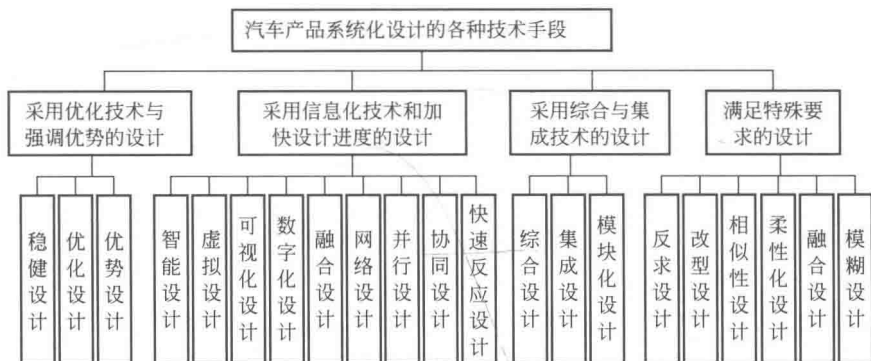 汽车产品系统化设计的各种技术手段
采用优化技术与
强调优势的设计
采用信息化技术和加
快设计进度的设计
采用综合与集
成技术的设计
满足特殊要
求的设计
稳健设计
优化设计
优势设计
智能设计
虚拟设计
可视化设计
数字化设计
融合设计
网络设计
并行设计
协同设计
快速反应设计
综合设计
集成设计
模块化设计
反求设计
改型设计
相似性设计
柔性化设计
融合设计
模糊设计